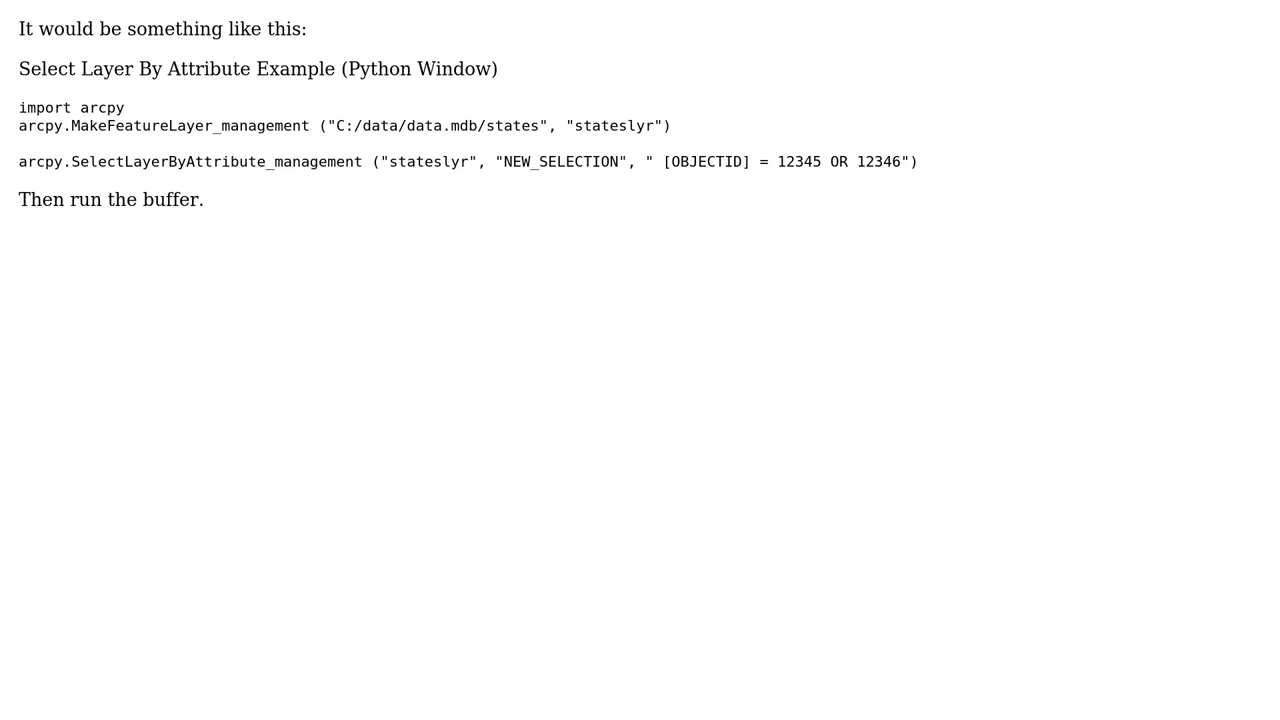 It would be something like this:
Select Layer By Attribute Example (Python Window)
import arcpy
arcpy.MakeFeatureLayer_management ("C:/data/data.mdb/states", "stateslyr")
arcpy.SelectLayerByAttribute_management ("stateslyr", "NEW_SELECTION", " [OBJECTID] = 12345 OR 12346")
Then run the buffer.